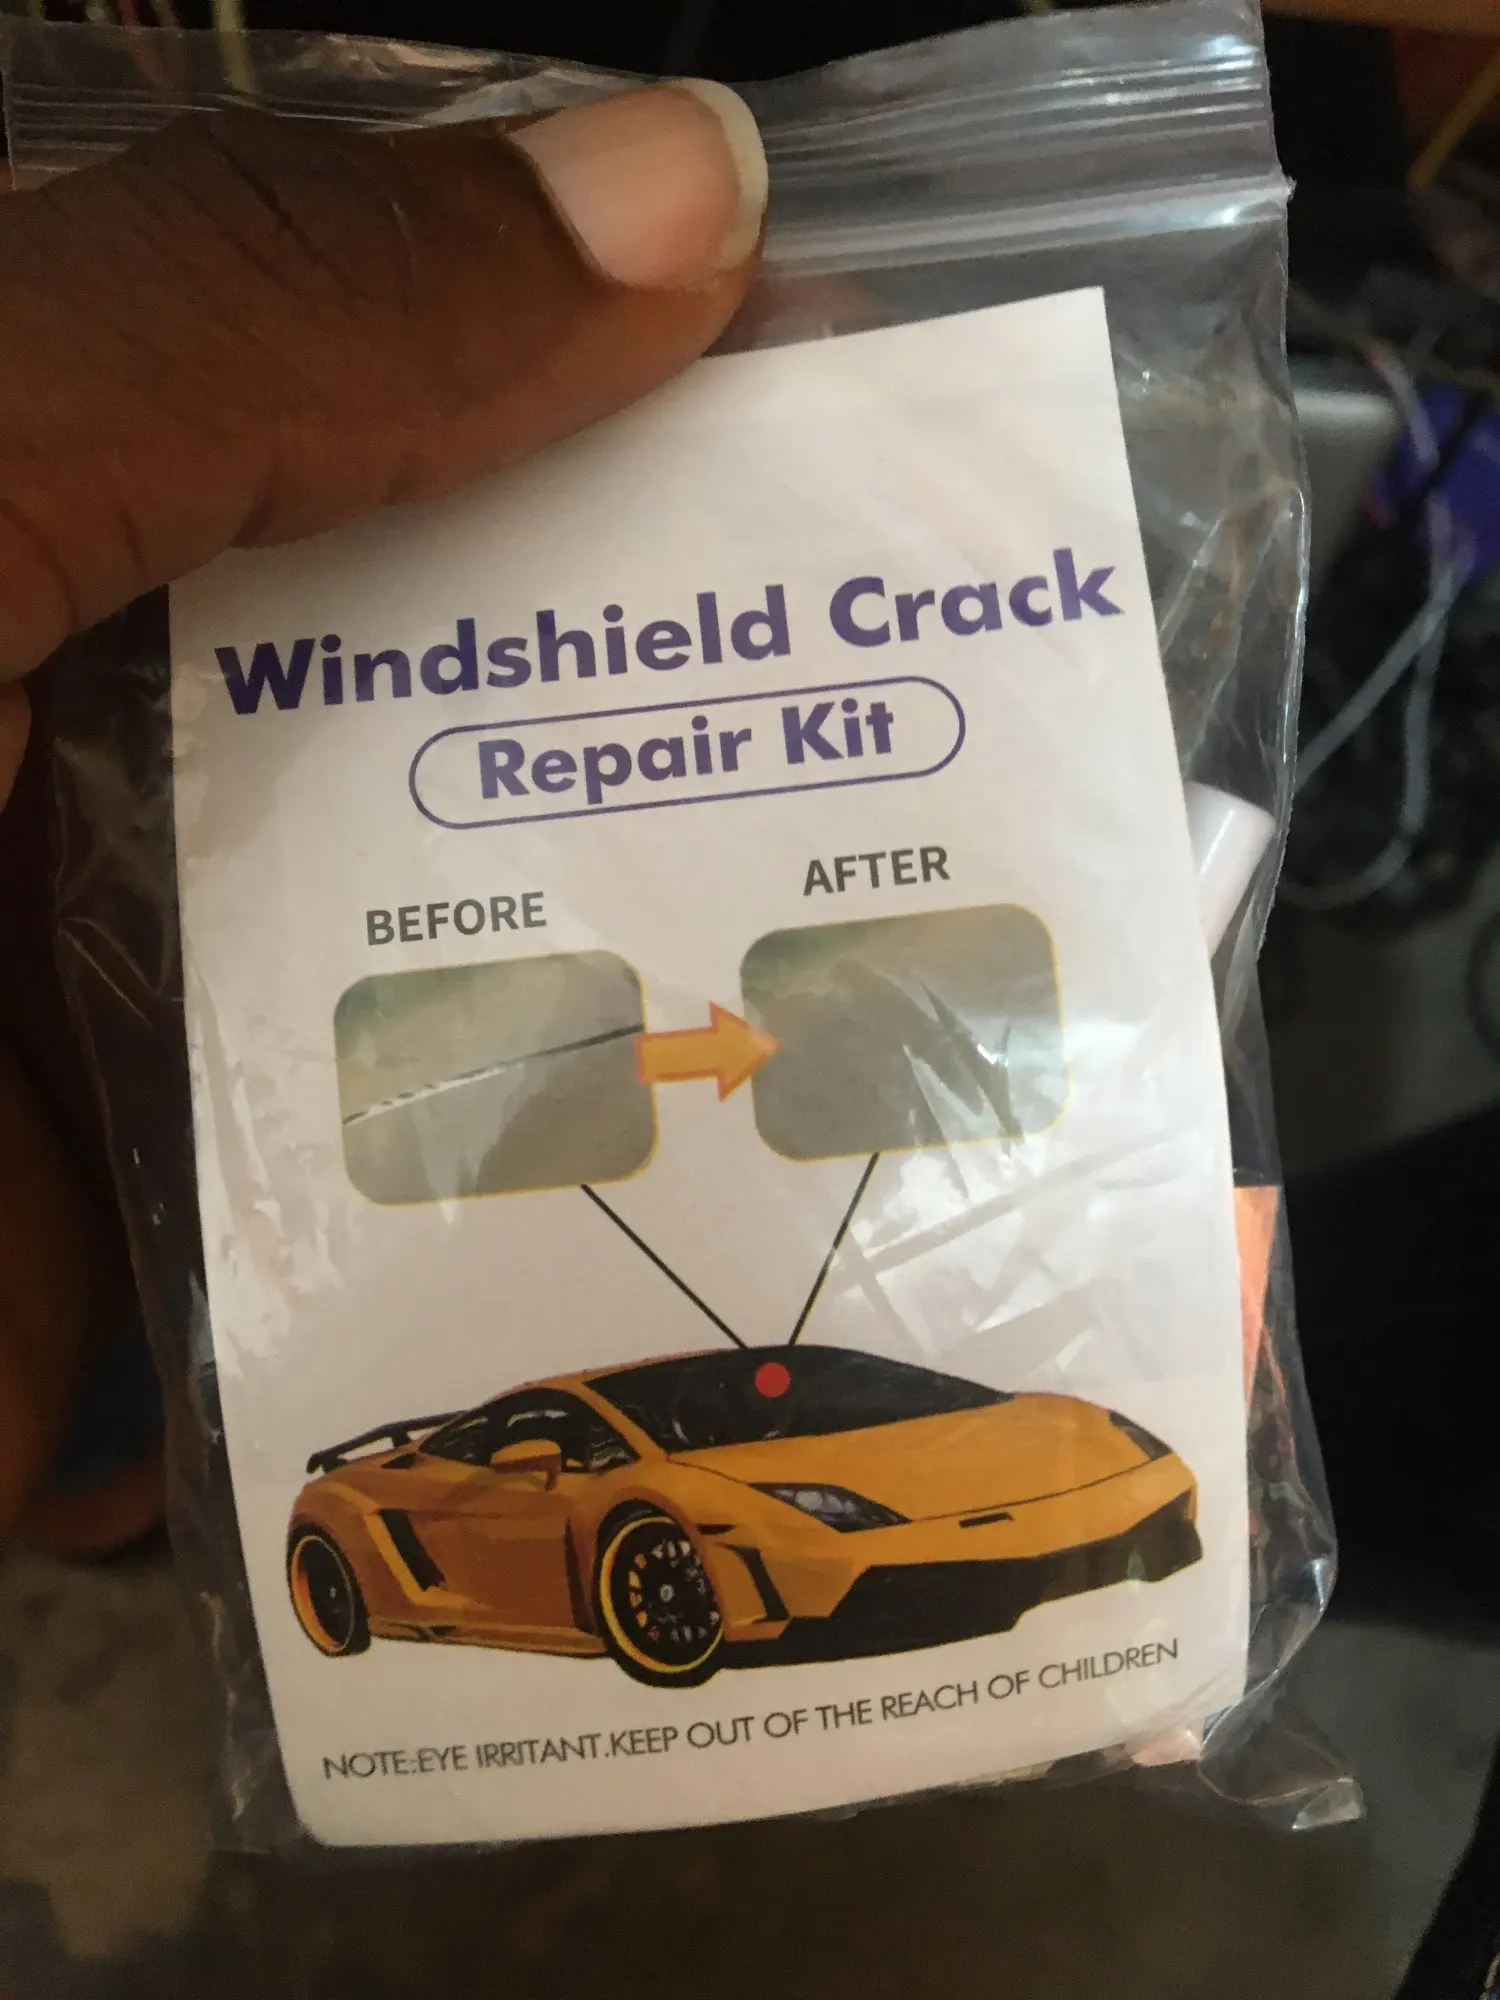 Windshield Crack
Repair Kit
BEFORE
AFTER
NOTE:EYE IRRITANT.KEEP OUT OF THE REACH OF CHILDREN